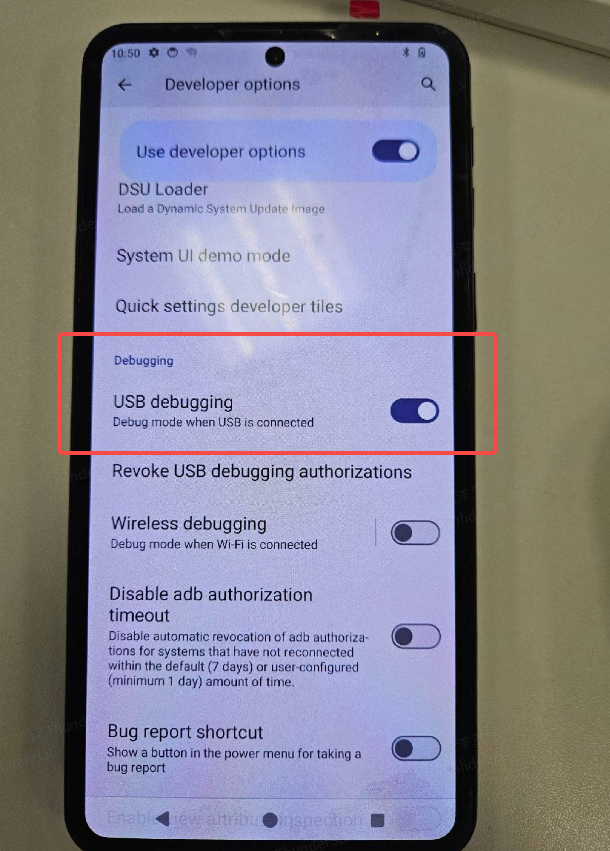 10:50
Developer options
Use developer options
DSU Loader
Load a Dynamic System Update Image
System UI demo mode
Quick settings developer tiles
Debugging
USB debugging
Debug mode when USB is connected
Revoke USB debugging authorizations
Wireless debugging
Debug mode when Wi-Fi is connected
Disable adb authorization
timeout
Disable automatic revocation of adb authoriza-
tions for systems that have not reconnected
within the default (7 days) or user-configured
(minimum 1 day) amount of time.
Bug report shortcut
Show a button in the power menu for taking a
bug report
Enable view attribute inspection